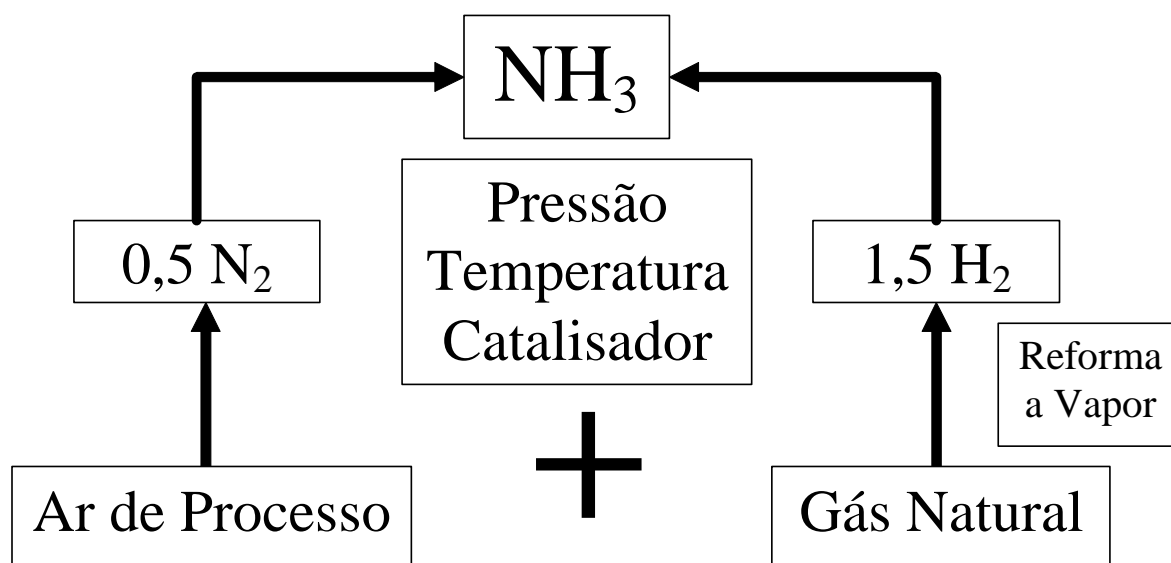 NH₃
Pressão
Temperatura
Catalisador
0,5 N₂
1,5 H₂
Reforma
a Vapor
Ar de Processo
Gás Natural